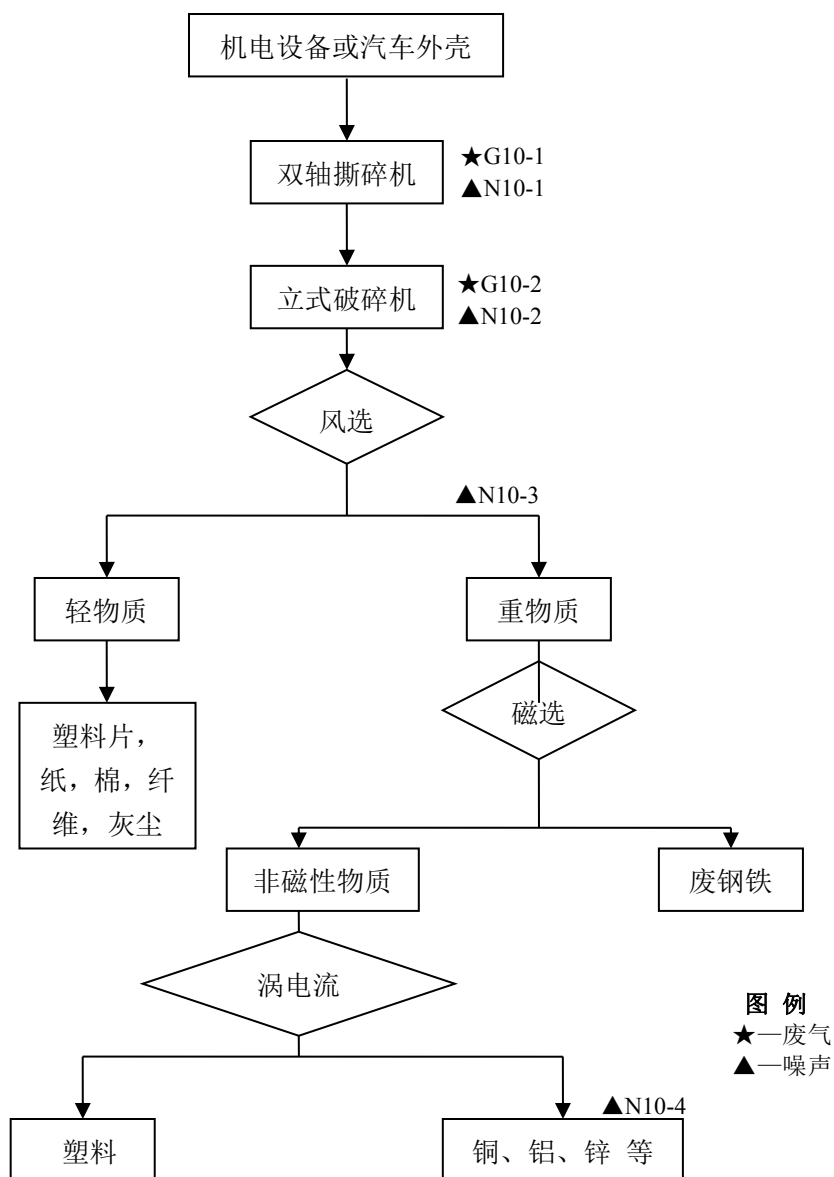 机电设备或汽车外壳
双轴撕碎机
★G10-1
▲N10-1
立式破碎机
★G10-2
▲N10-2
风选
▲N10-3
轻物质
重物质
塑料片，
纸，棉，纤
维，灰尘
磁选
非磁性物质
废钢铁
涡电流
图 例
★—废气
▲—噪声
▲N10-4
塑料
铜、铝、锌 等